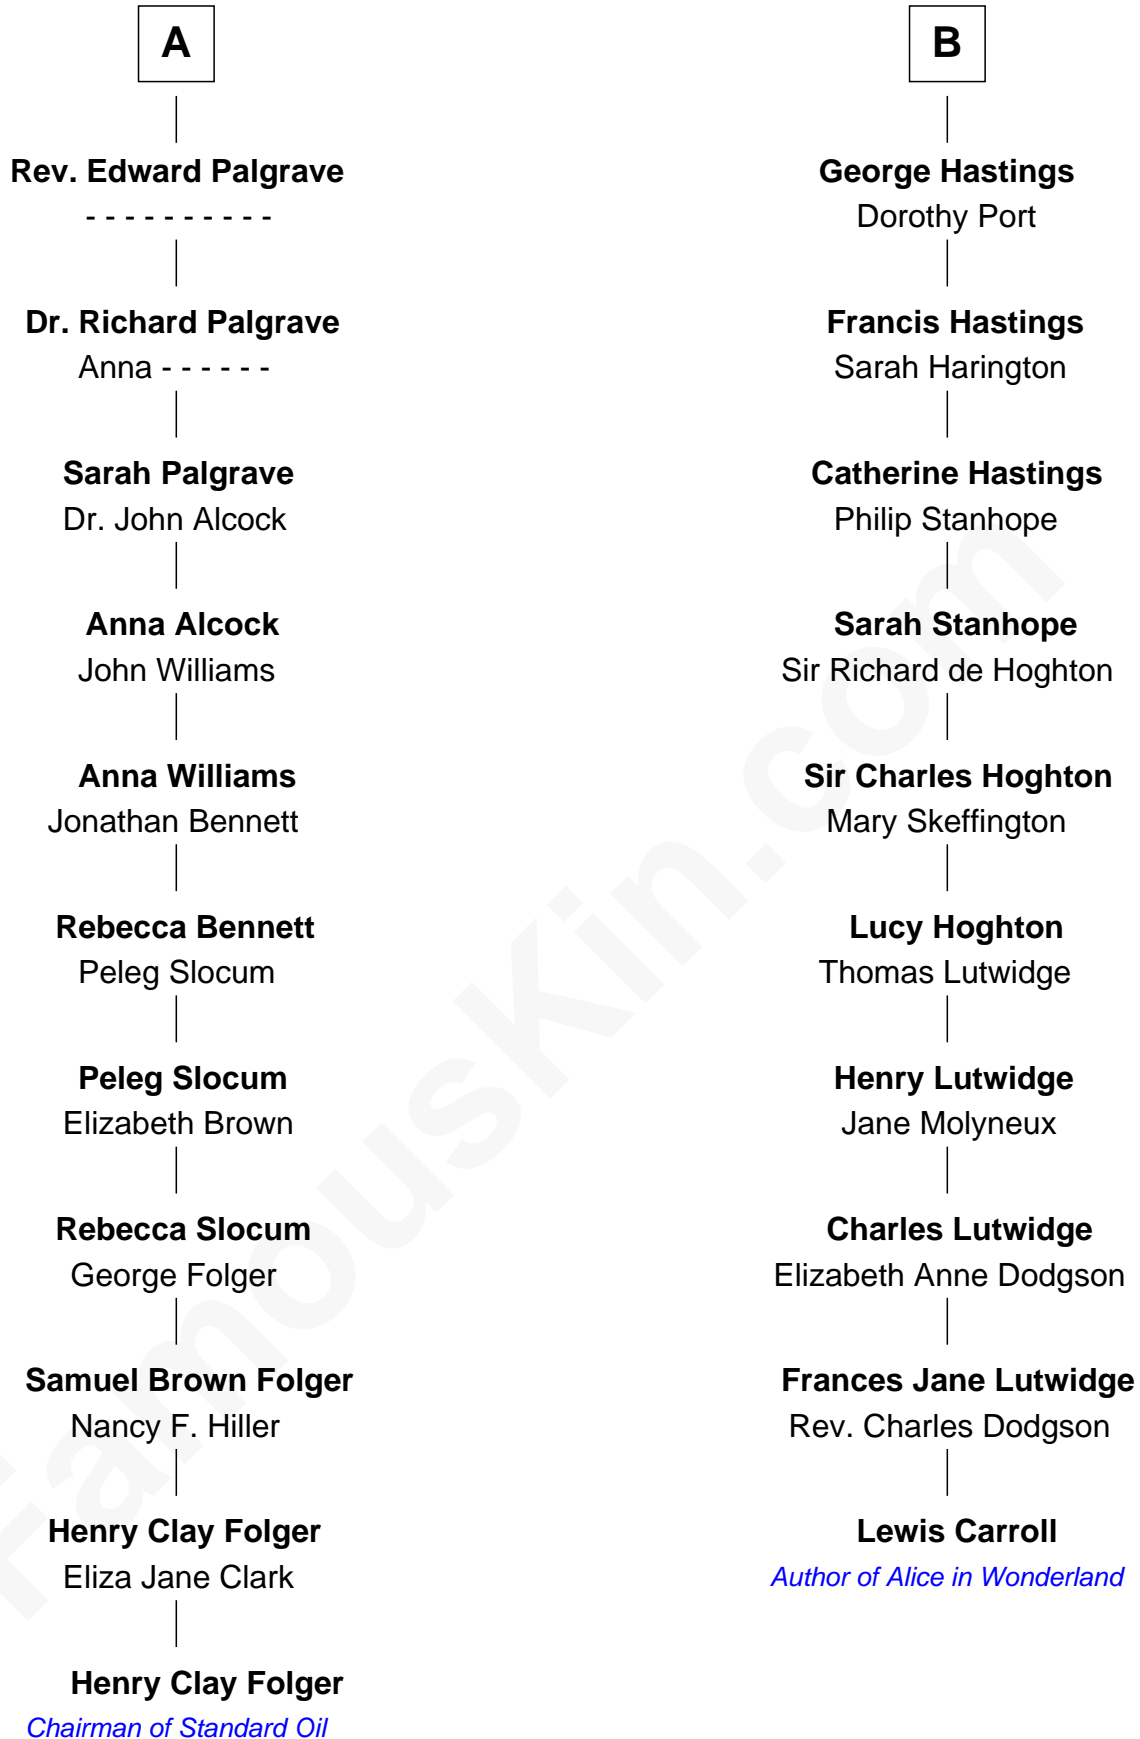 A
Rev. Edward Palgrave
- - - - - - - - - -
Dr. Richard Palgrave
Anna - - - - - -
Sarah Palgrave
Dr. John Alcock
Anna Alcock
John Williams
Anna Williams
Jonathan Bennett
Rebecca Bennett
Peleg Slocum
Peleg Slocum
Elizabeth Brown
Rebecca Slocum
George Folger
Samuel Brown Folger
Nancy F. Hiller
Henry Clay Folger
Eliza Jane Clark
Henry Clay Folger
Chairman of Standard Oil
B
George Hastings
Dorothy Port
Francis Hastings
Sarah Harington
Catherine Hastings
Philip Stanhope
Sarah Stanhope
Sir Richard de Hoghton
Sir Charles Hoghton
Mary Skeffington
Lucy Hoghton
Thomas Lutwidge
Henry Lutwidge
Jane Molyneux
Charles Lutwidge
Elizabeth Anne Dodgson
Frances Jane Lutwidge
Rev. Charles Dodgson
Lewis Carroll
Author of Alice in Wonderland
FamousKin.com